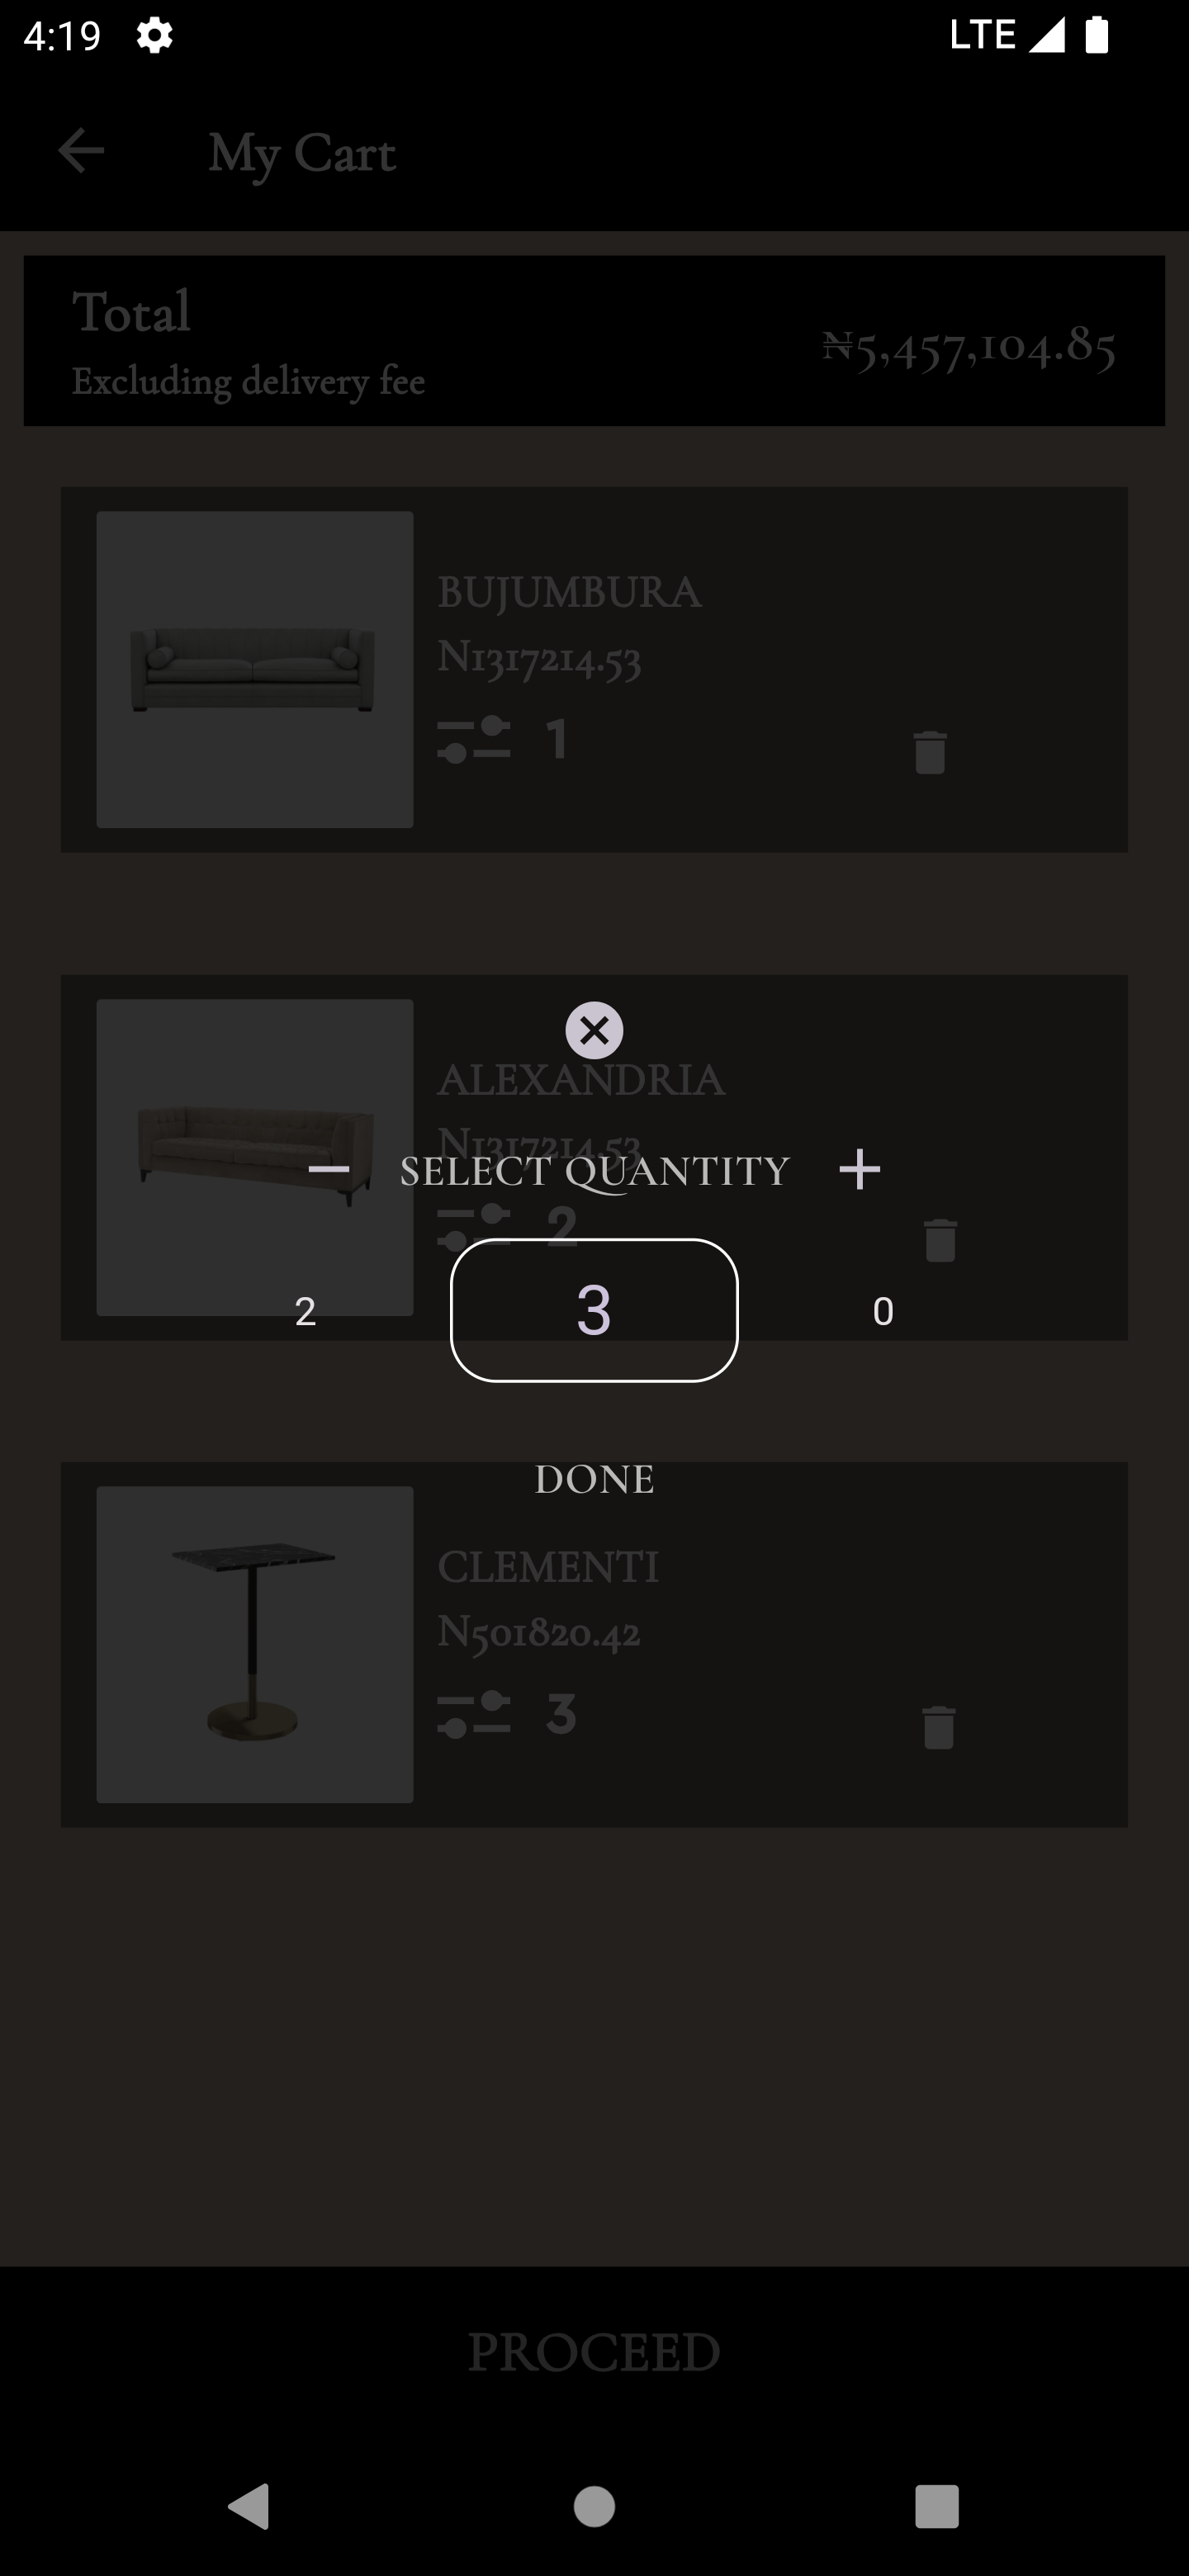 4:19 LTE
My Cart
Total
Excluding delivery fee
₦5,457,104.85
BUJUMBURA
N1317214.53
1
ALEXANDRIA
N1317214.53
SELECT QUANTITY
2
2 3 0
DONE
CLEMENTI
N501820.42
3
PROCEED